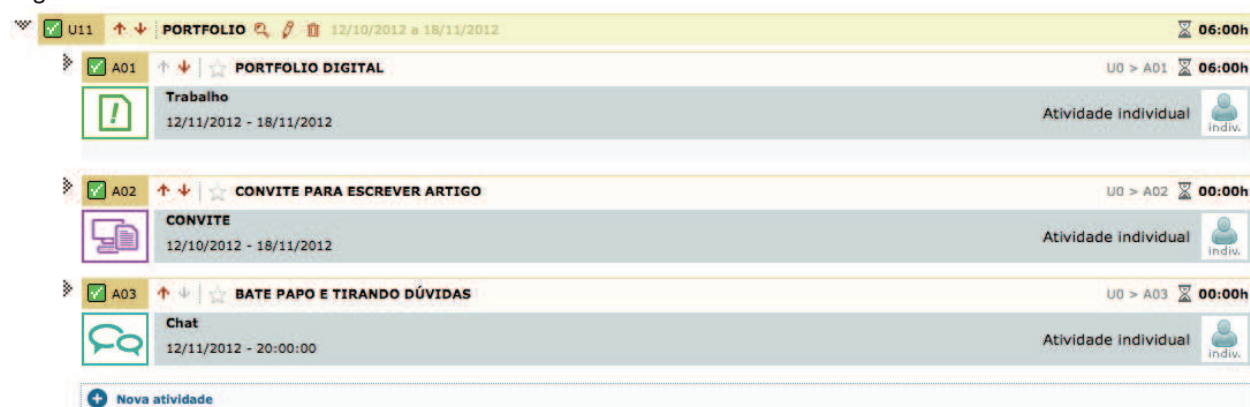 U11 PORTFOLIO 12/10/2012 a 18/11/2012 06:00h
A01 PORTFOLIO DIGITAL U0 > A01 06:00h
Trabalho
12/11/2012 - 18/11/2012
Atividade individual
indiv.
A02 CONVITE PARA ESCREVER ARTIGO U0 > A02 00:00h
CONVITE
12/10/2012 - 18/11/2012
Atividade individual
indiv.
A03 BATE PAPO E TIRANDO DÚVIDAS U0 > A03 00:00h
Chat
12/11/2012 - 20:00:00
Atividade individual
indiv.
Nova atividade